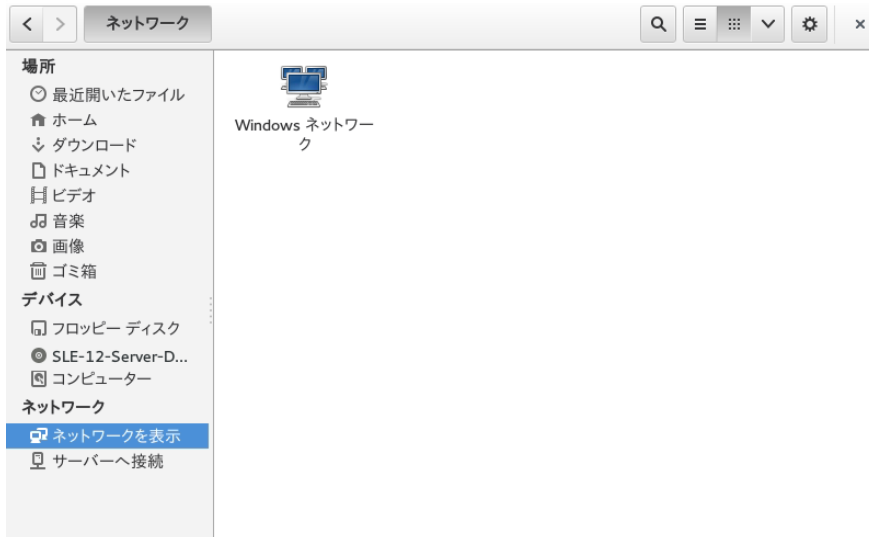 ネットワーク
場所
最近開いたファイル
ホーム
ダウンロード
ドキュメント
ビデオ
音楽
画像
ゴミ箱
デバイス
フロッピー ディスク
SLE-12-Server-D...
コンピューター
ネットワーク
ネットワークを表示
サーバーへ接続
Windows ネットワー
ク